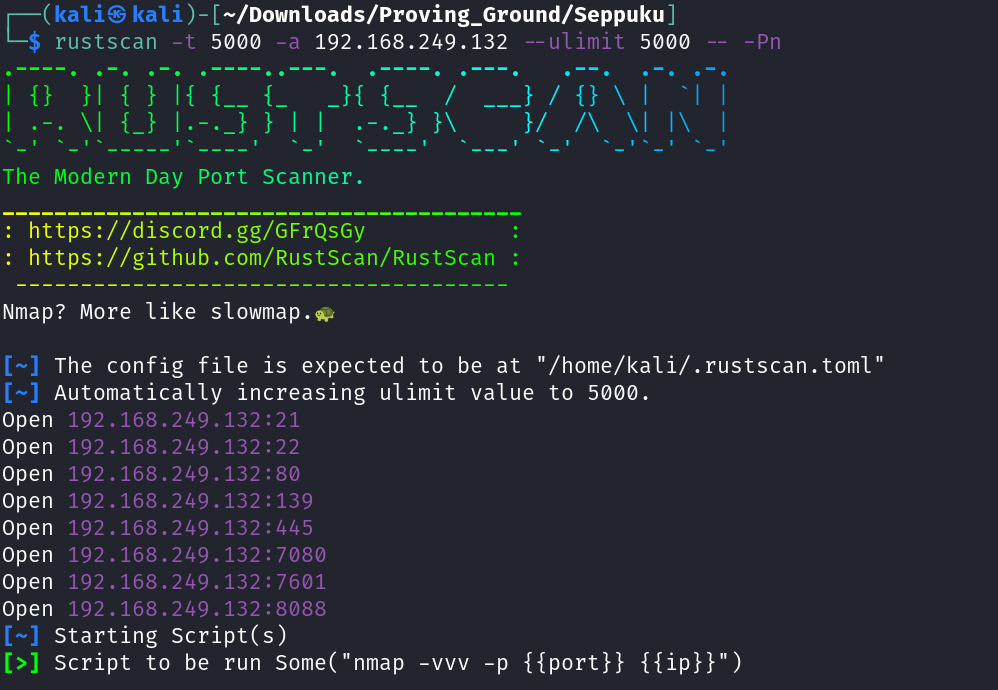 ┌──(kali㉿kali)-[~/Downloads/Proving_Ground/Seppuku]
└─$ rustscan -t 5000 -a 192.168.249.132 --ulimit 5000 -- -Pn
.----. .-. .-. .----..---.  .----. .---.   .--.  .-. .-.
| {}  }| { } |{ {__ {_   _}{ {__  /  ___} / {} \ |  `| |
| .-. \| {_} |.-._} } | |  .-._} }\     }/  /\  \| |\  |
`-' `-'`-----'`----'  `-'  `----'  `---' `-'  `-'`-' `-'
The Modern Day Port Scanner.
________________________________________
: https://discord.gg/GFrQsGy           :
: https://github.com/RustScan/RustScan :
 --------------------------------------
Nmap? More like slowmap.🐢
[~] The config file is expected to be at "/home/kali/.rustscan.toml"
[~] Automatically increasing ulimit value to 5000.
Open 192.168.249.132:21
Open 192.168.249.132:22
Open 192.168.249.132:80
Open 192.168.249.132:139
Open 192.168.249.132:445
Open 192.168.249.132:7080
Open 192.168.249.132:7601
Open 192.168.249.132:8088
[~] Starting Script(s)
[>] Script to be run Some("nmap -vvv -p {{port}} {{ip}}")